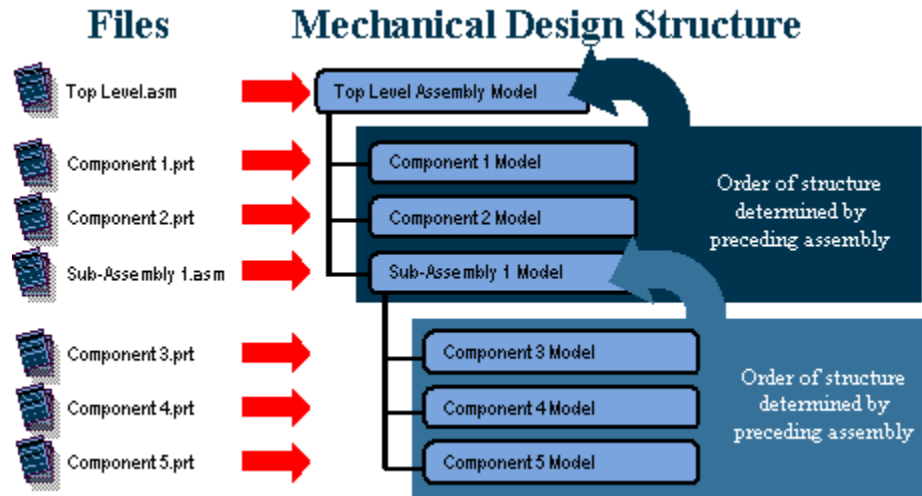 Files
Mechanical Design Structure
Top Level.asm
Top Level Assembly Model
Component 1.prt
Component 1 Model
Component 2.prt
Component 2 Model
Sub-Assembly 1.asm
Sub-Assembly 1 Model
Order of structure
determined by
preceding assembly
Component 3.prt
Component 3 Model
Component 4.prt
Component 4 Model
Component 5.prt
Component 5 Model
Order of structure
determined by
preceding assembly